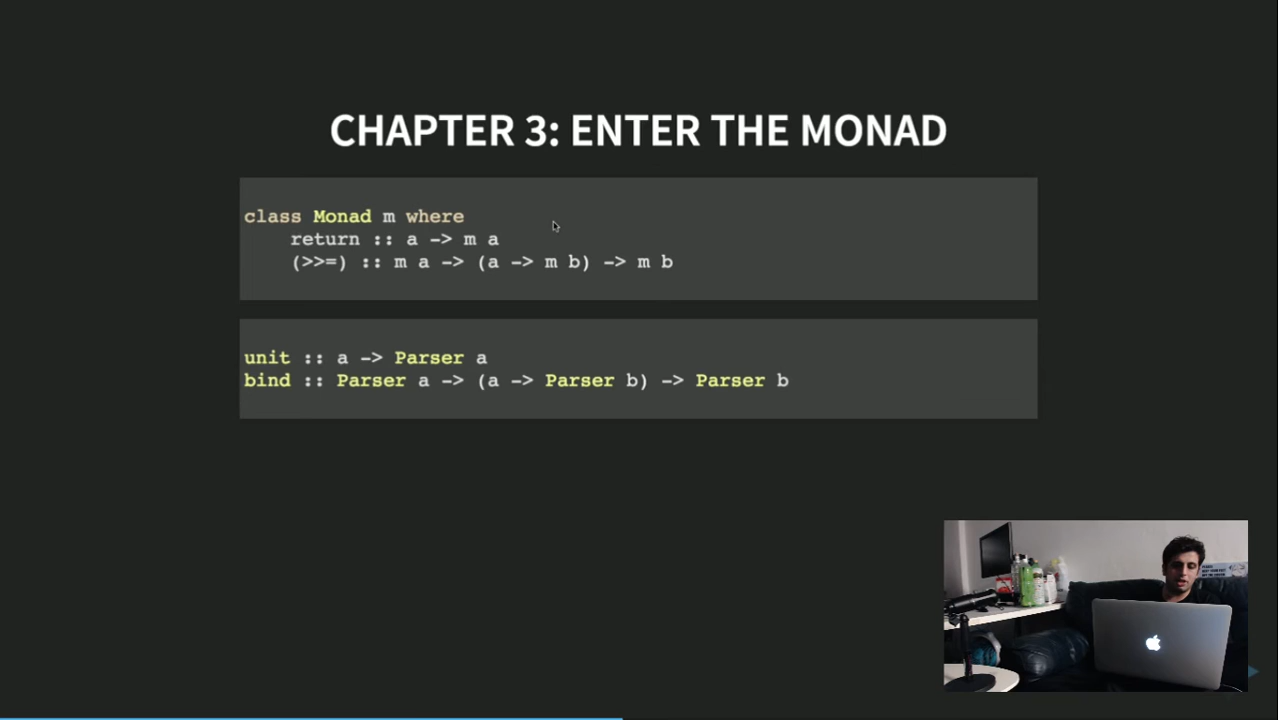 CHAPTER 3: ENTER THE MONAD
class Monad m where
return :: a -> m a
(>>=) :: m a -> (a -> m b) -> m b
unit :: a -> Parser a
bind :: Parser a -> (a -> Parser b) -> Parser b